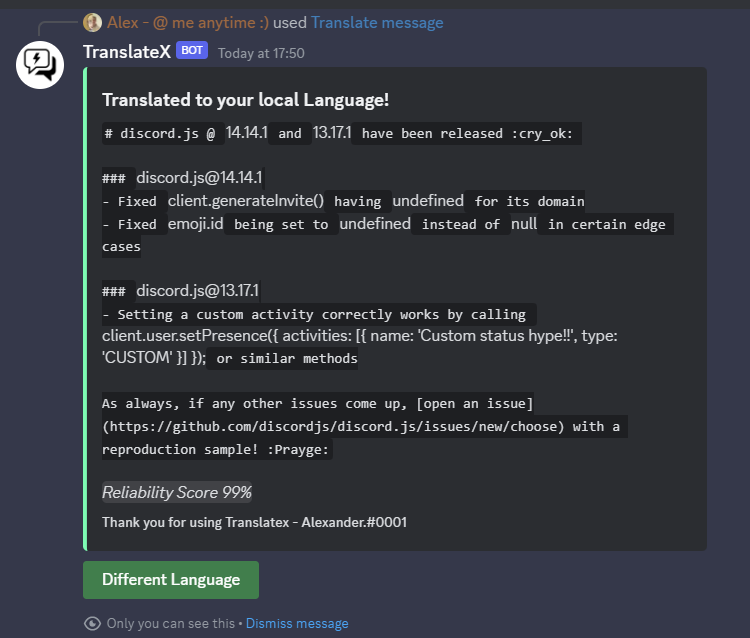 Alex - @ me anytime :) used Translate message
TranslateX BOT Today at 17:50
Translated to your local Language!
# discord.js @ 14.14.1 and 13.17.1 have been released :cry_ok:
### discord.js@14.14.1
- Fixed client.generateInvite() having undefined for its domain
- Fixed emoji.id being set to undefined instead of null in certain edge
cases
### discord.js@13.17.1
- Setting a custom activity correctly works by calling
client.user.setPresence({ activities: [{ name: 'Custom status hype!!', type:
'CUSTOM' }] }); or similar methods
As always, if any other issues come up, [open an issue]
(https://github.com/discordjs/discord.js/issues/new/choose) with a
reproduction sample! :Prayge:
Reliability Score 99%
Thank you for using Translatex - Alexander.#0001
Different Language
Only you can see this • Dismiss message